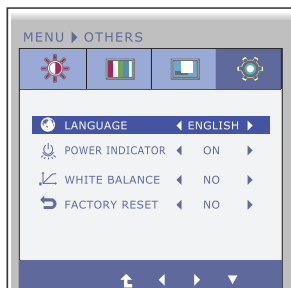 MENU OTHERS
LANGUAGE ENGLISH
POWER INDICATOR ON
WHITE BALANCE NO
FACTORY RESET NO